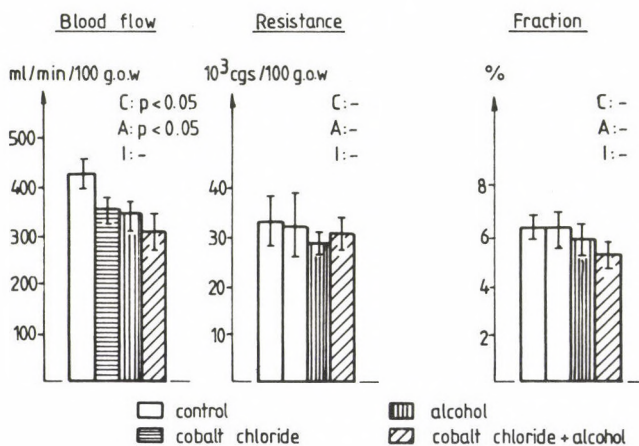 Blood flow Resistance Fraction
ml/min/100 g.o.w 10³cgs/100 g.o.w %
C: p<0.05 C:- C:-
A: p<0.05 A:- A:-
I:- I:- I:-
500
400 40 8
300 30 6
200 20 4
100 10 2
control alcohol
cobalt chloride cobalt chloride + alcohol